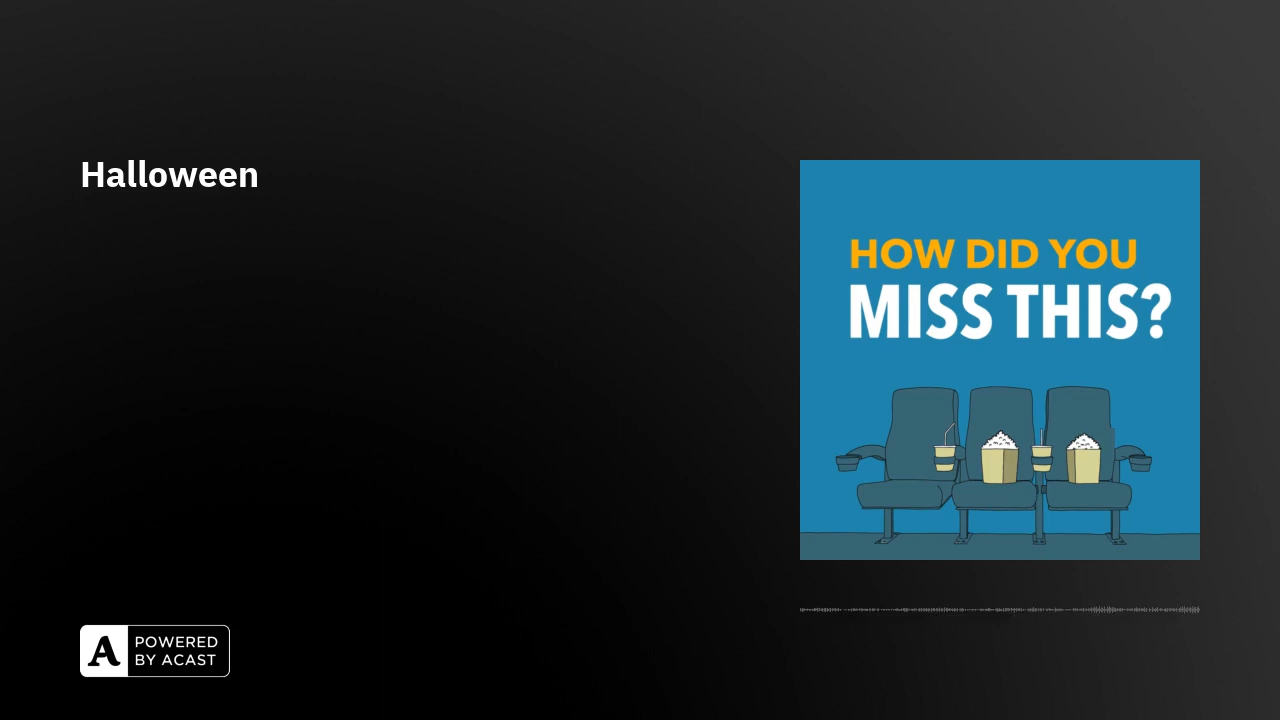 Halloween
HOW DID YOU
MISS THIS?
A
POWERED
BY ACAST